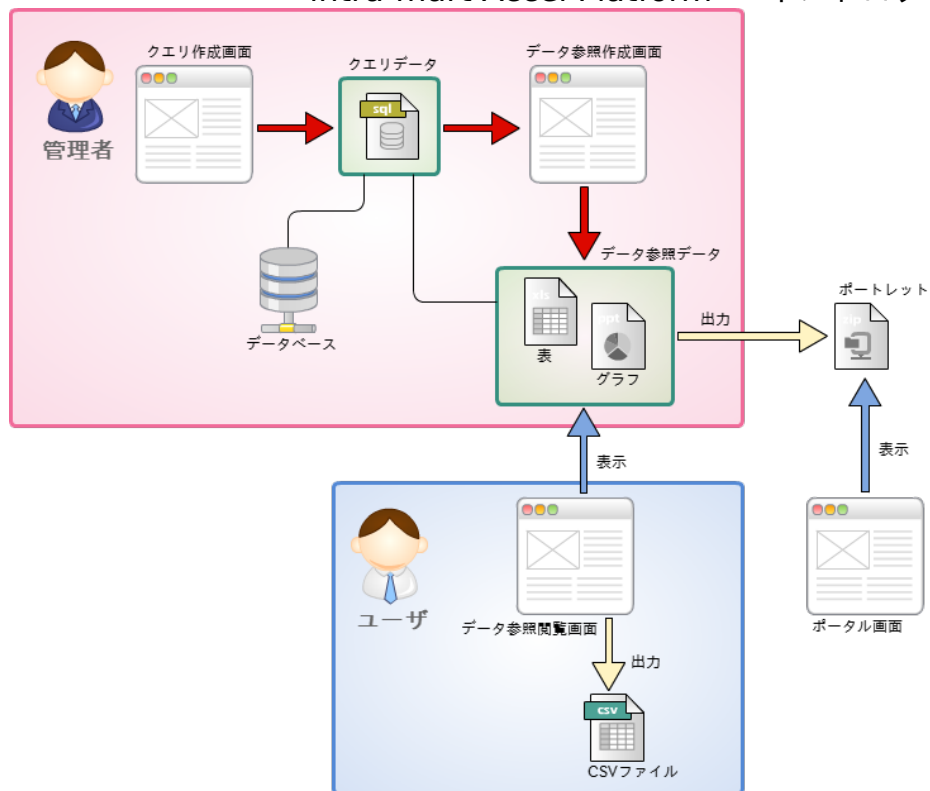 クエリ作成画面
クエリデータ
データ参照作成画面
sql
管理者
データベース
データ参照データ
xls
表
ppt
グラフ
出力
ポートレット
zip
表示
表示
ユーザ
データ参照閲覧画面
ポータル画面
出力
csv
CSVファイル